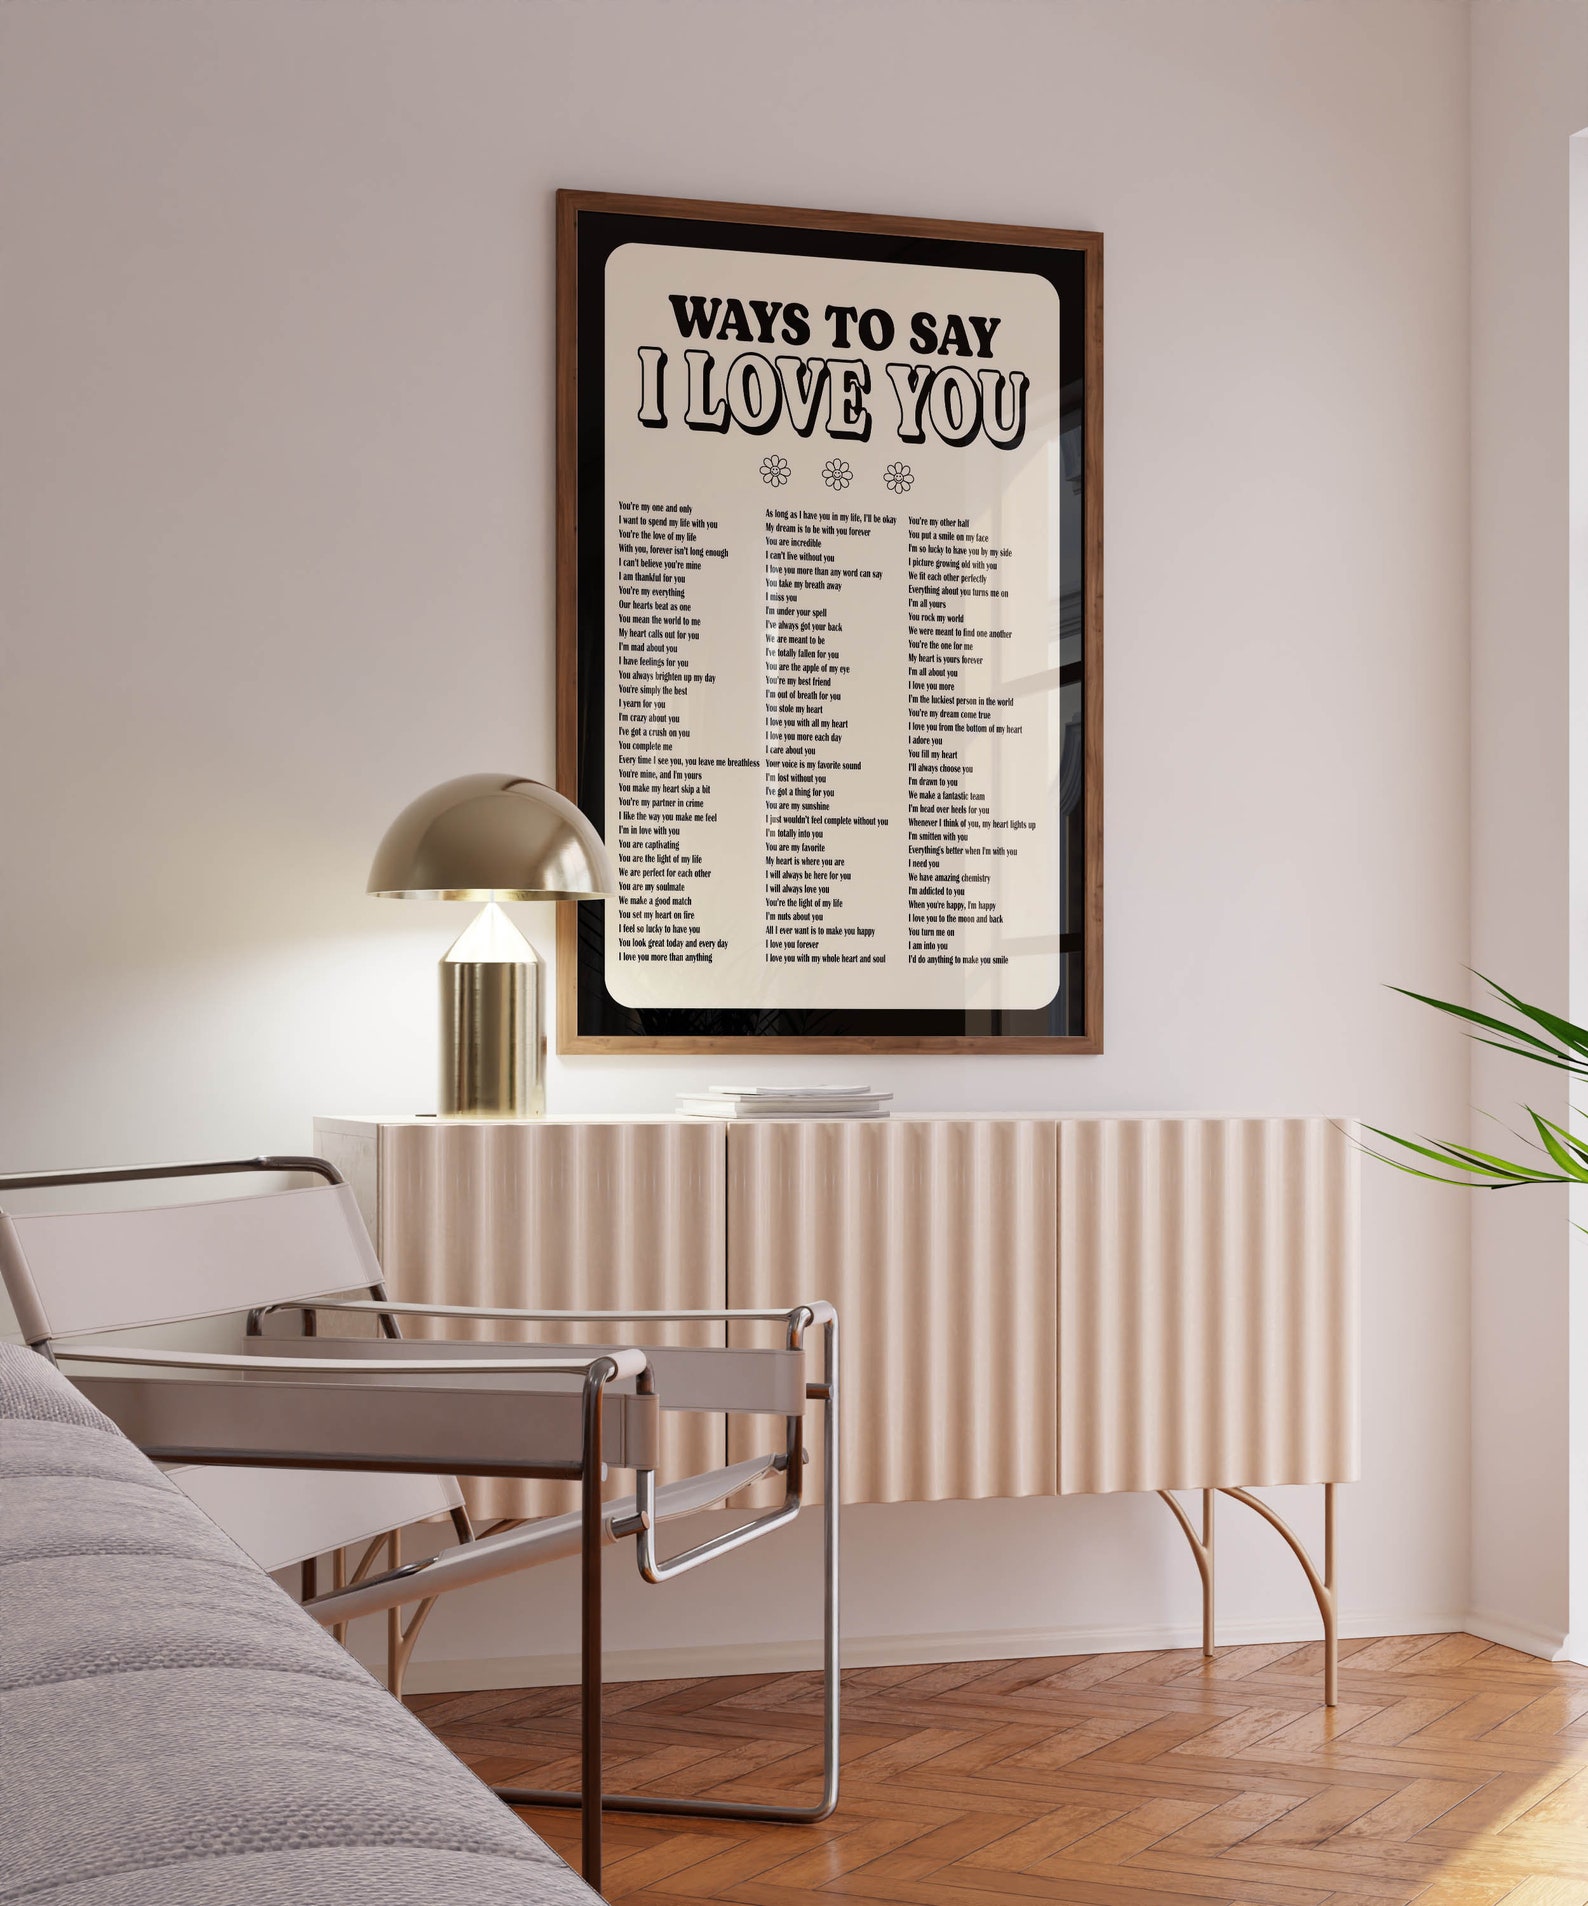 WAYS TO SAY
I LOVE YOU
You're my one and only
I want to spend my life with you
You're the love of my life
With you, forever isn't long enough
I can't believe you're mine
I am thankful for you
You're my everything
Our hearts beat as one
You mean the world to me
My heart calls out for you
I'm mad about you
I have feelings for you
You always brighten up my day
You're simply the best
I yearn for you
I'm crazy about you
I've got a crush on you
You complete me
Every time I see you, you leave me breathless
You're mine, and I'm yours
You make my heart skip a bit
You're my partner in crime
I like the way you make me feel
I'm in love with you
You are captivating
You are the light of my life
We are perfect for each other
You are my soulmate
We make a good match
You set my heart on fire
I feel so lucky to have you
You look great today and every day
I love you more than anything
As long as I have you in my life, I'll be okay
My dream is to be with you forever
You are incredible
I can't live without you
I love you more than any word can say
You take my breath away
I miss you
I'm under your spell
I've always got your back
We are meant to be
I've totally fallen for you
You are the apple of my eye
You're my best friend
I'm out of breath for you
You stole my heart
I love you with all my heart
I love you more each day
I care about you
Your voice is my favorite sound
I'm lost without you
I've got a thing for you
You are my sunshine
I just wouldn't feel complete without you
I'm totally into you
You are my favorite
My heart is where you are
I will always be here for you
I will always love you
You're the light of my life
I'm nuts about you
All I ever want is to make you happy
I love you forever
I love you with my whole heart and soul
You're my other half
You put a smile on my face
I'm so lucky to have you by my side
I picture growing old with you
We fit each other perfectly
Everything about you turns me on
I'm all yours
You rock my world
We were meant to find one another
You're the one for me
My heart is yours forever
I'm all about you
I love you more
I'm the luckiest person in the world
You're my dream come true
I love you from the bottom of my heart
I adore you
You fill my heart
I'll always choose you
I'm drawn to you
We make a fantastic team
I'm head over heels for you
Whenever I think of you, my heart lights up
I'm smitten with you
Everything's better when I'm with you
I need you
We have amazing chemistry
I'm addicted to you
When you're happy, I'm happy
I love you to the moon and back
You turn me on
I am into you
I'd do anything to make you smile